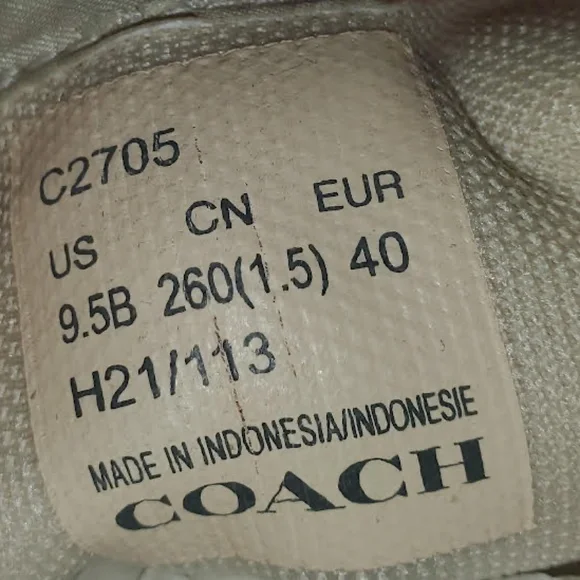 C2705
US CN EUR
9.5B 260(1.5) 40
H21/113
MADE IN INDONESIA/INDONESIE
COACH